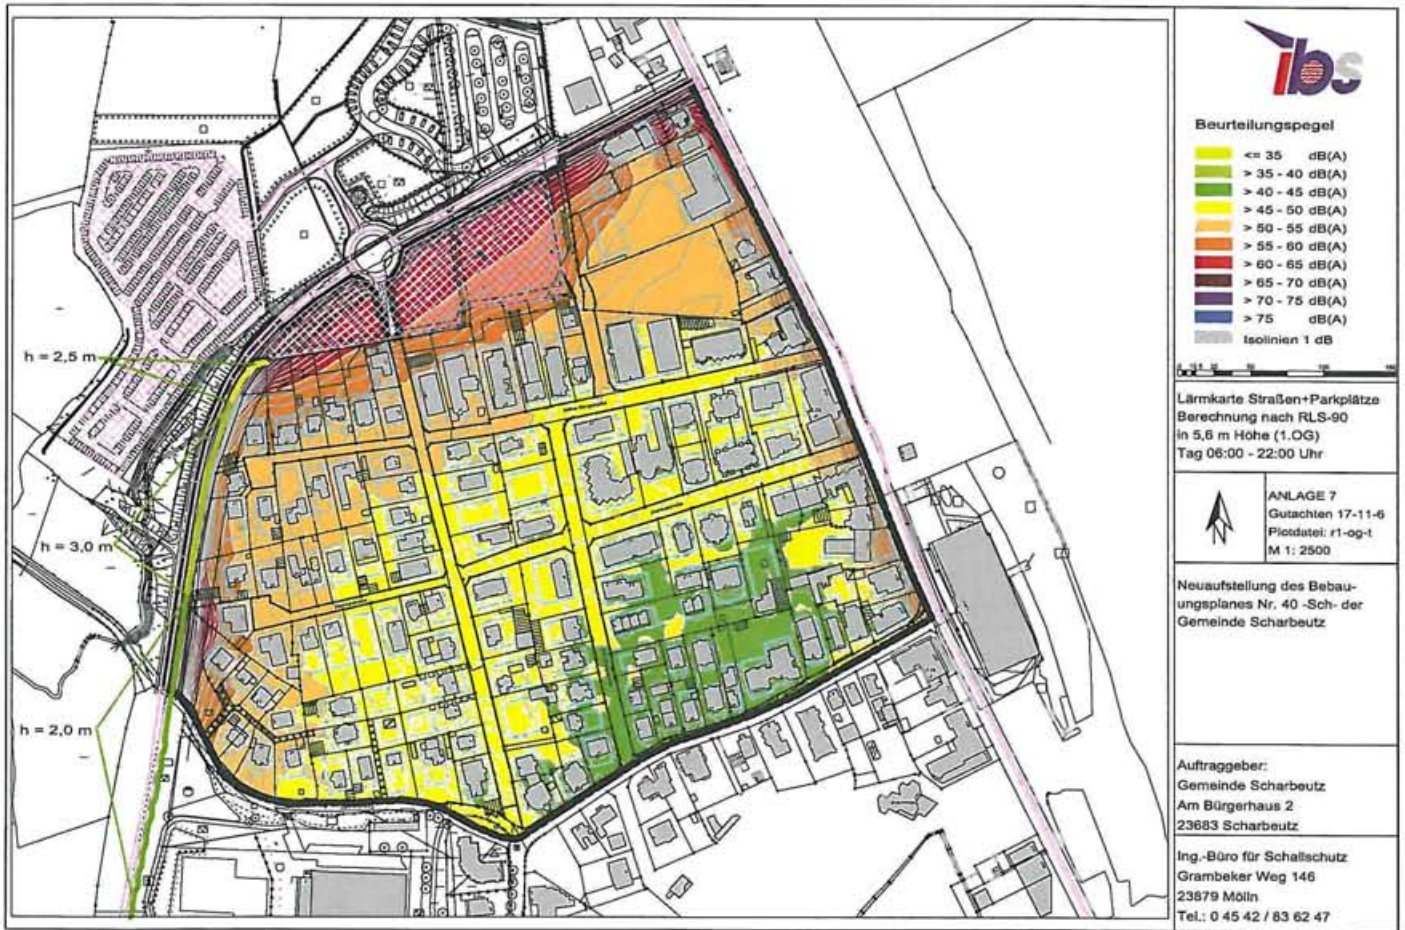 ibs
Beurteilungspegel
<= 35 dB(A)
> 35 - 40 dB(A)
> 40 - 45 dB(A)
> 45 - 50 dB(A)
> 50 - 55 dB(A)
> 55 - 60 dB(A)
> 60 - 65 dB(A)
> 65 - 70 dB(A)
> 70 - 75 dB(A)
> 75 dB(A)
Isolinien 1 dB
Lärmkarte Straßen+Parkplätze
Berechnung nach RLS-90
in 5,6 m Höhe (1.OG)
Tag 06:00 - 22:00 Uhr
ANLAGE 7
Gutachten 17-11-6
Plotdatei: r1-og-t
M 1: 2500
Neuaufstellung des Bebau-
ungsplanes Nr. 40 -Sch- der
Gemeinde Scharbeutz
Auftraggeber:
Gemeinde Scharbeutz
Am Bürgerhaus 2
23683 Scharbeutz
Ing.-Büro für Schallschutz
Grambeker Weg 146
23879 Mölln
Tel.: 0 45 42 / 83 62 47
h = 2,5 m
h = 3,0 m
h = 2,0 m